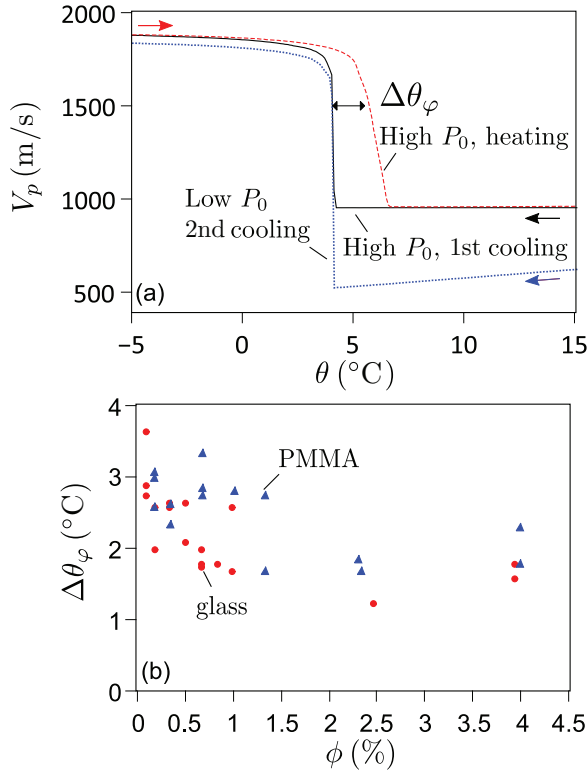 2000
1500
1000
500
V_p (m/s)
Δθ_φ
High P_0, heating
Low P_0
2nd cooling
High P_0, 1st cooling
(a)
−5 0 5 10 15
θ (°C)
4
3
2
1
0
Δθ_φ (°C)
PMMA
glass
(b)
0 0.5 1 1.5 2 2.5 3 3.5 4 4.5
ϕ (%)